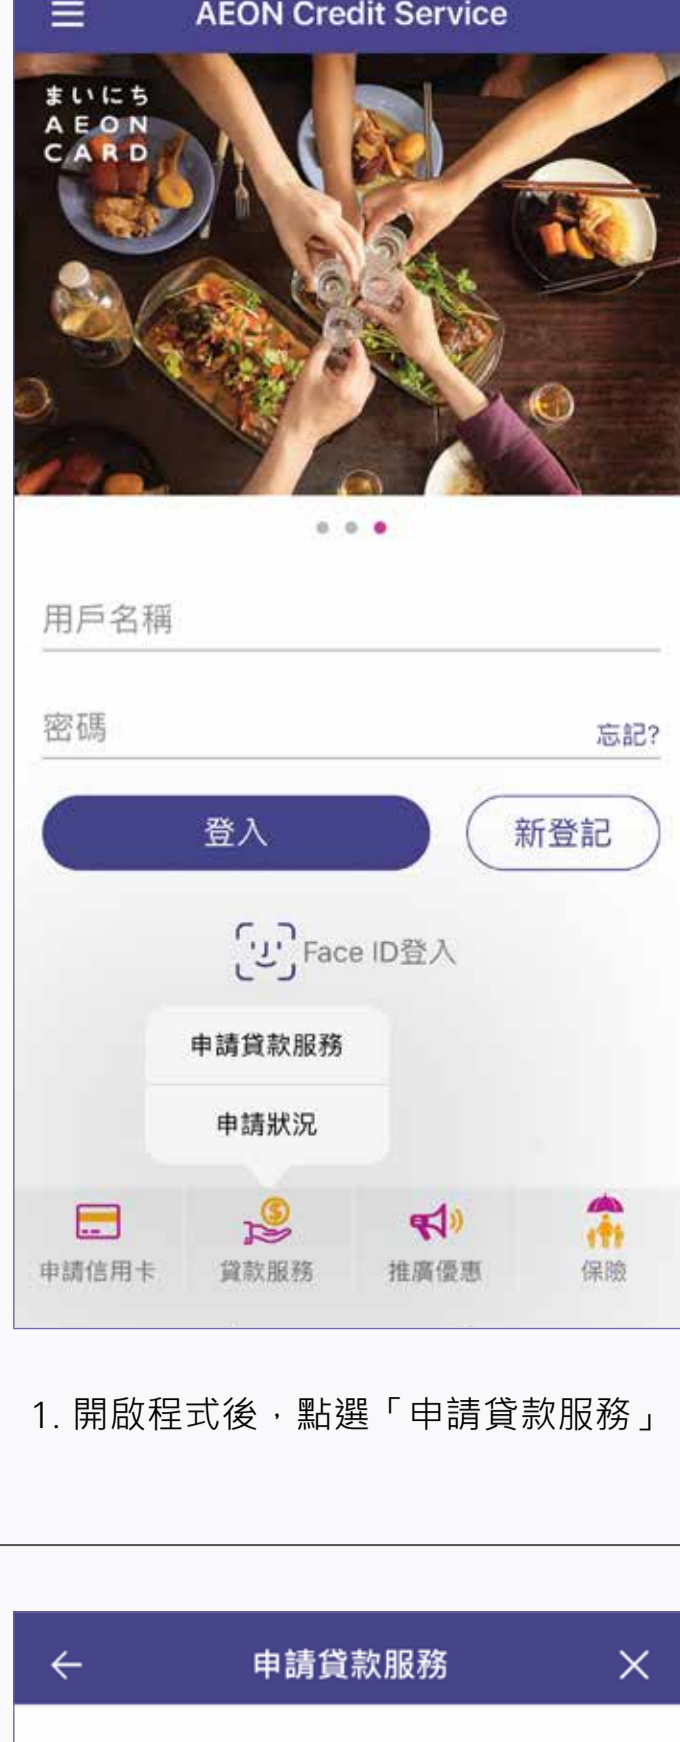 AEON Credit Service
まいにち
AEON
CARD
用戶名稱
密碼
忘記?
登入
新登記
Face ID登入
申請貸款服務
申請狀況
申請信用卡
貸款服務
推廣優惠
保險
1. 開啟程式後，點選「申請貸款服務」
申請貸款服務